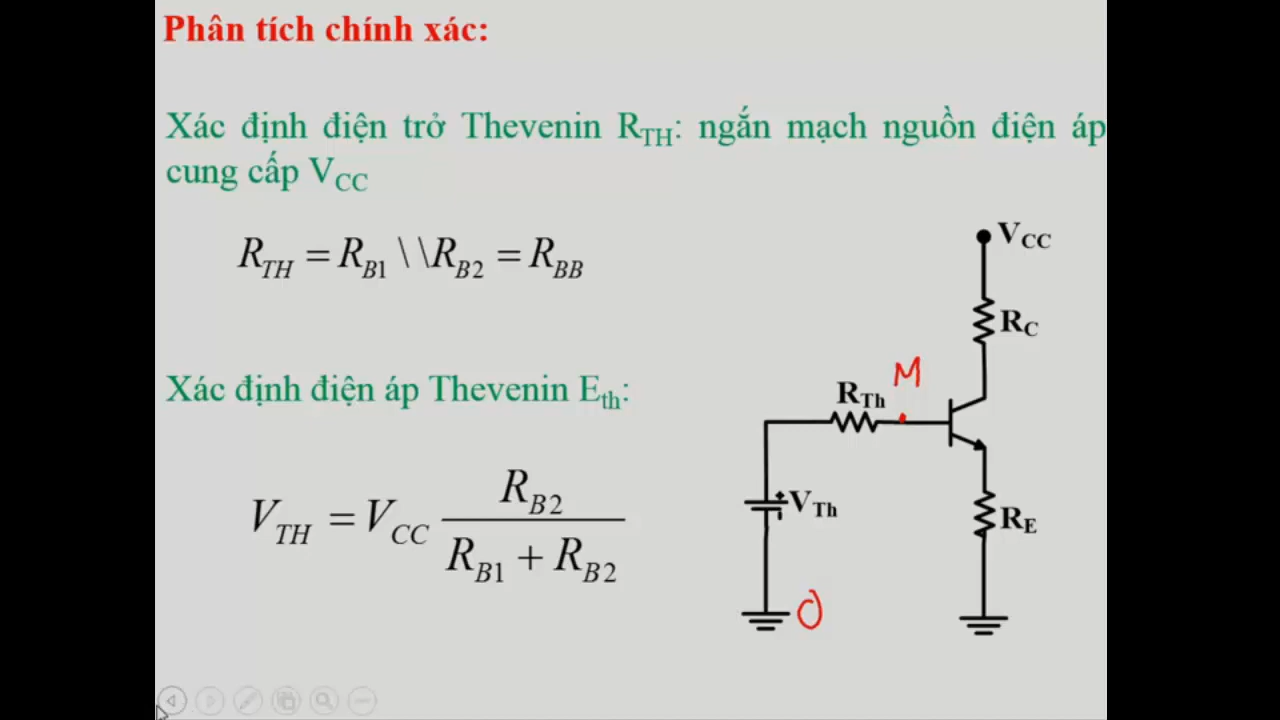 Phân tích chính xác:
Xác định điện trở Thevenin R_TH: ngắn mạch nguồn điện áp
cung cấp V_CC
R_TH = R_B1 \\ R_B2 = R_BB
V_CC
R_C
M
Xác định điện áp Thevenin E_th:
R_Th
V_TH = V_CC R_B2 / (R_B1 + R_B2)
V_Th
R_E
O